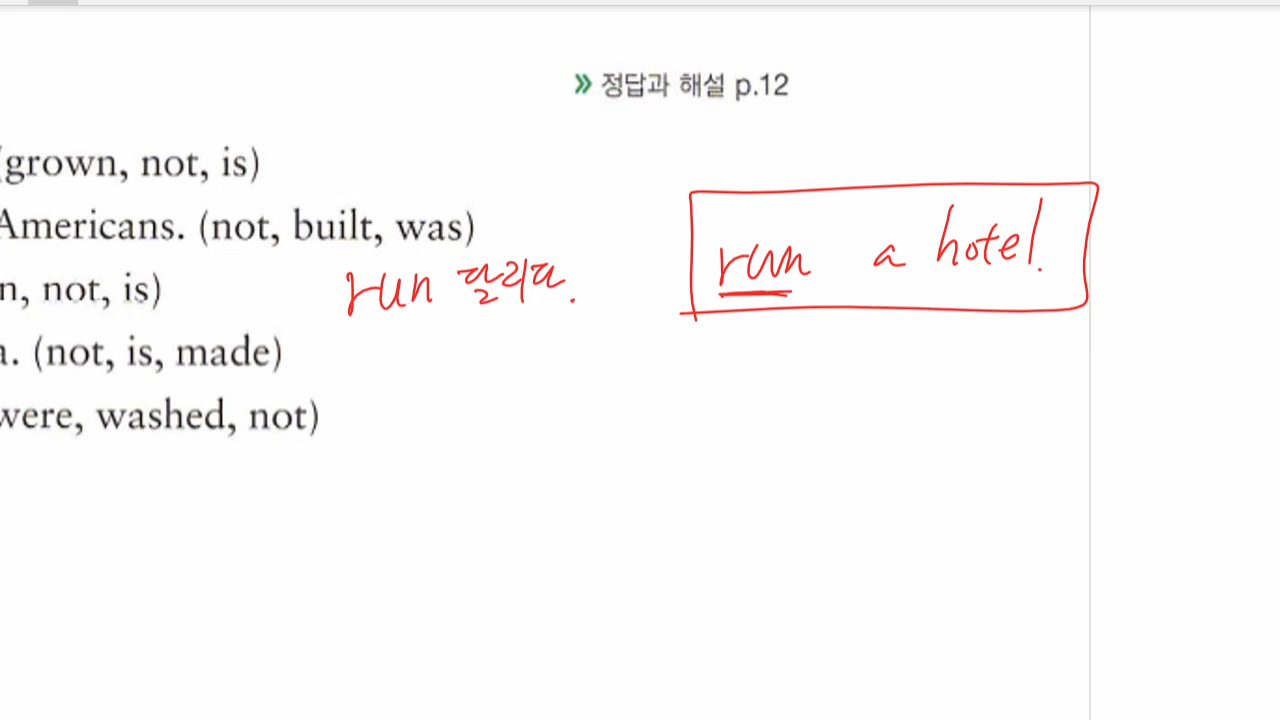 » 정답과 해설 p.12
(grown, not, is)
Americans. (not, built, was)
n, not, is)
run 달리다.
run a hotel.
a. (not, is, made)
were, washed, not)